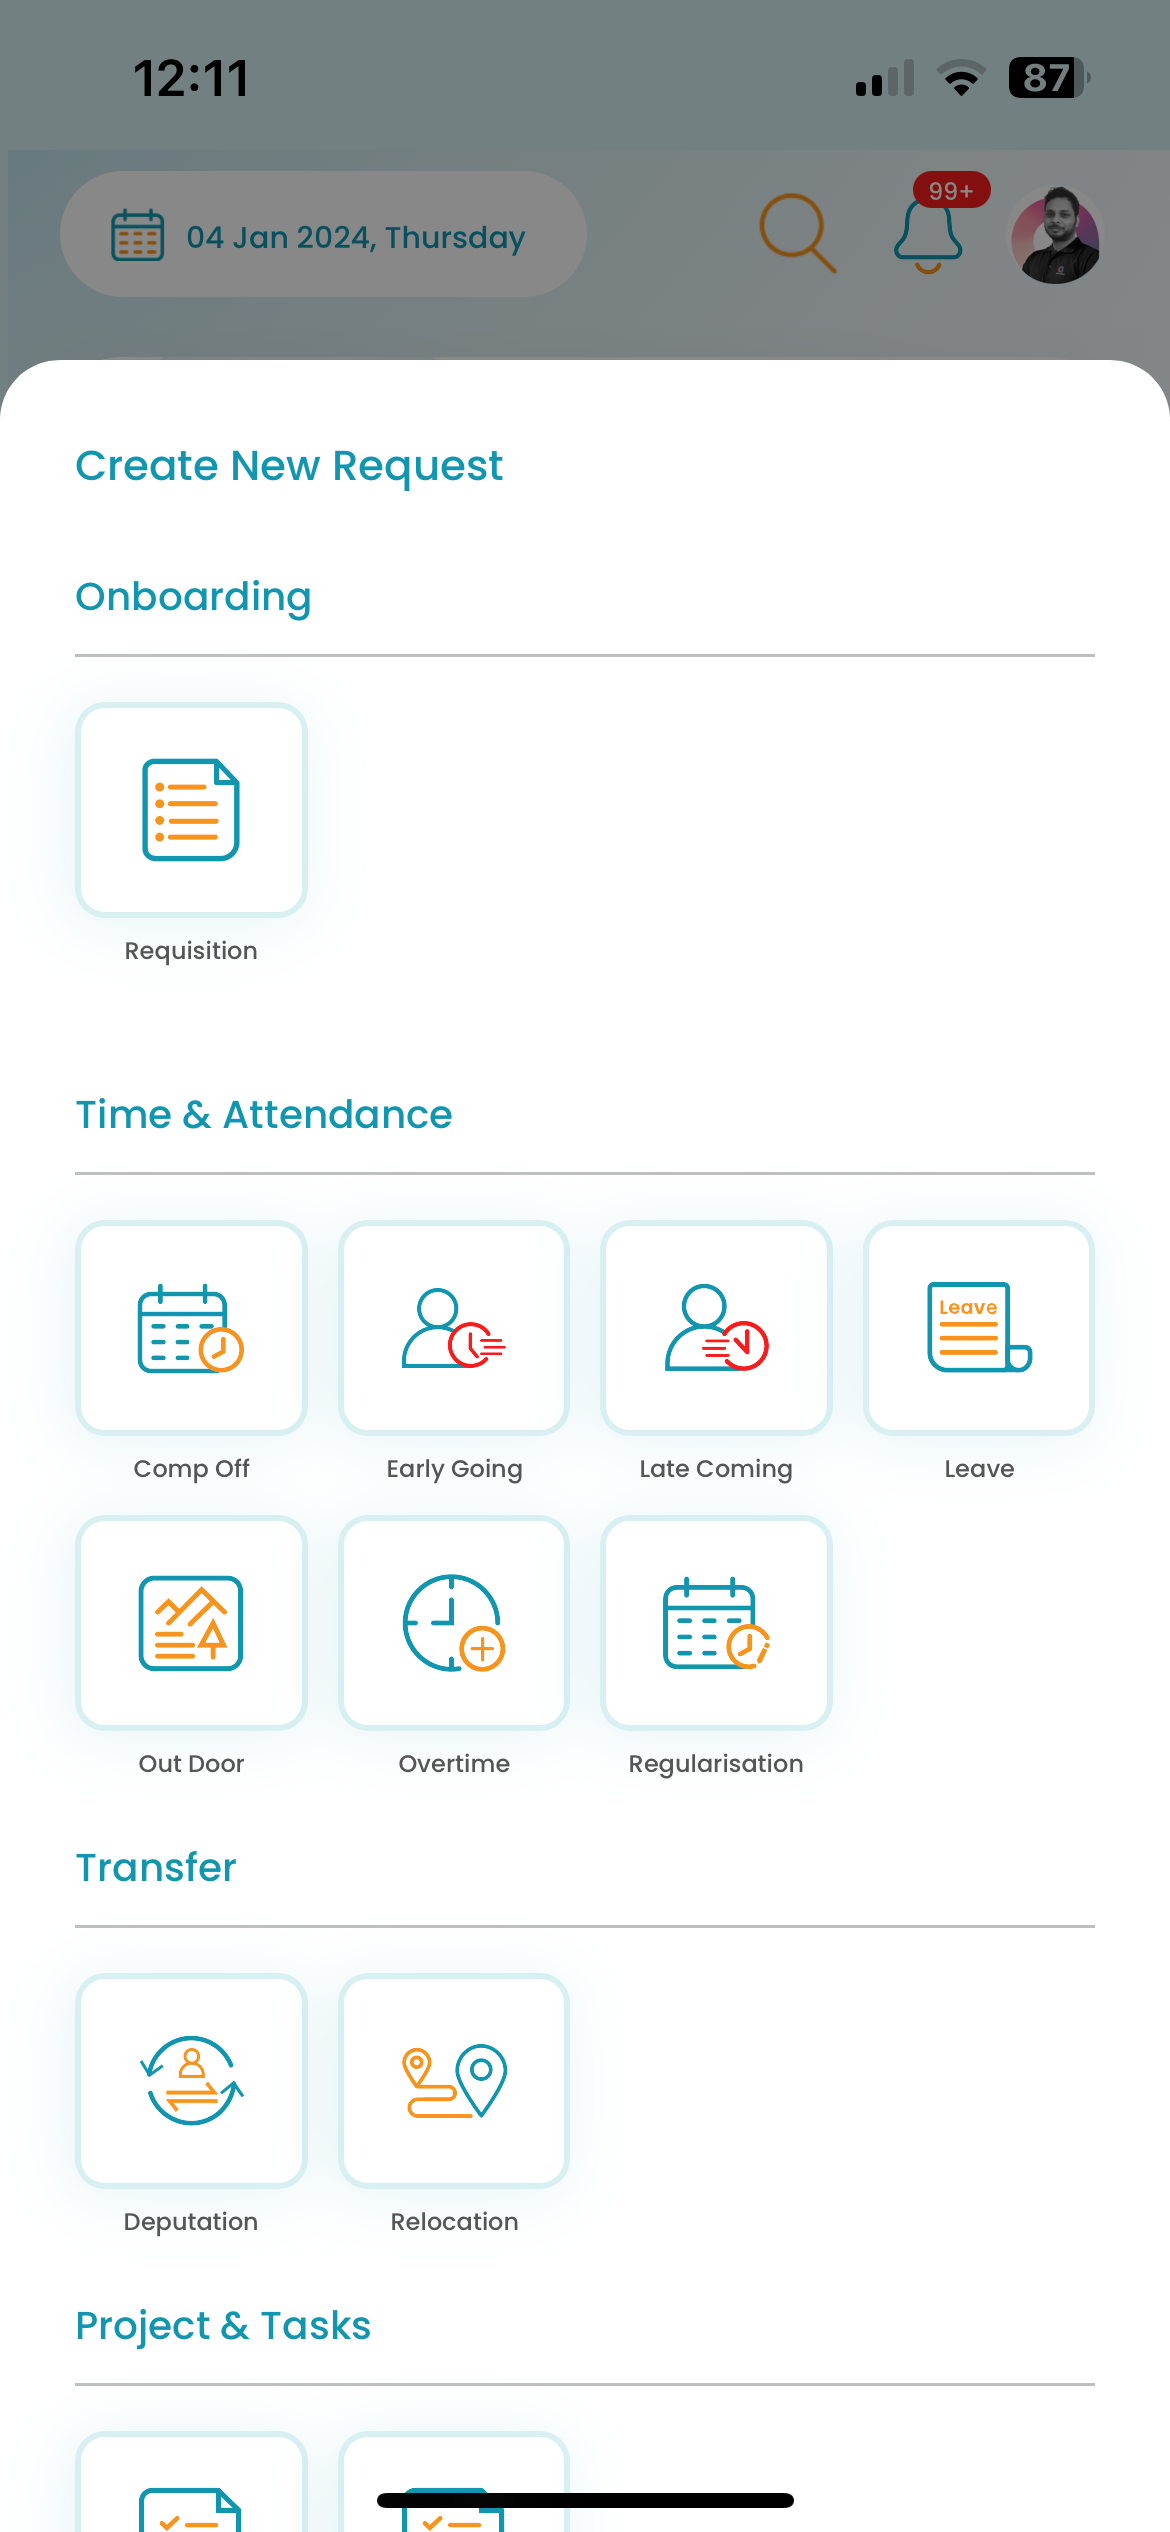 12:11
87
04 Jan 2024, Thursday
99+
Create New Request
Onboarding
Requisition
Time & Attendance
Leave
Comp Off
Early Going
Late Coming
Leave
Out Door
Overtime
Regularisation
Transfer
Deputation
Relocation
Project & Tasks